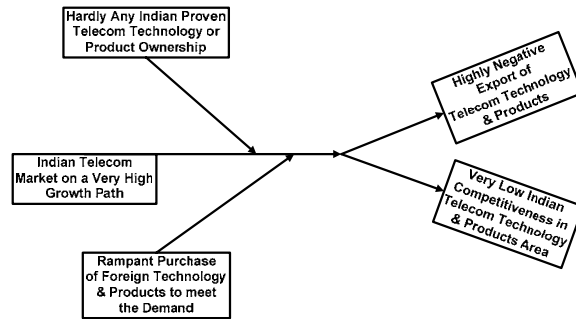 Hardly Any Indian Proven
Telecom Technology or
Product Ownership
Indian Telecom
Market on a Very High
Growth Path
Rampant Purchase
of Foreign Technology
& Products to meet
the Demand
Highly Negative
Export of
Telecom Technology
& Products
Very Low Indian
Competitiveness in
Telecom Technology
& Products Area